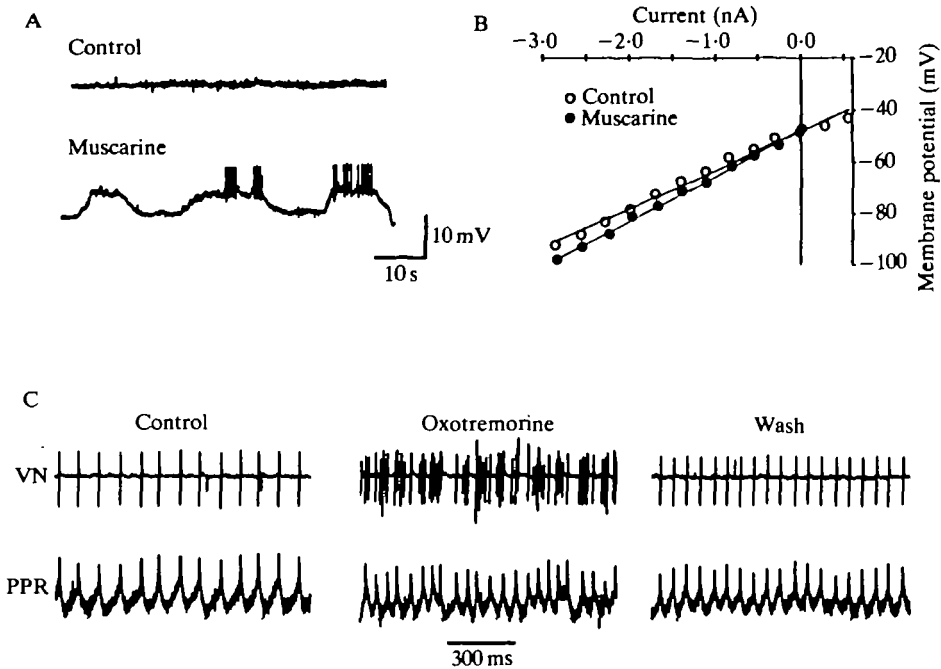 A
Control
Muscarine
10 mV
10 s
B
Current (nA)
−3·0 −2·0 −1·0 0·0
−20
−40
−60
−80
−100
Membrane potential (mV)
Control
Muscarine
C
Control Oxotremorine Wash
VN
PPR
300 ms